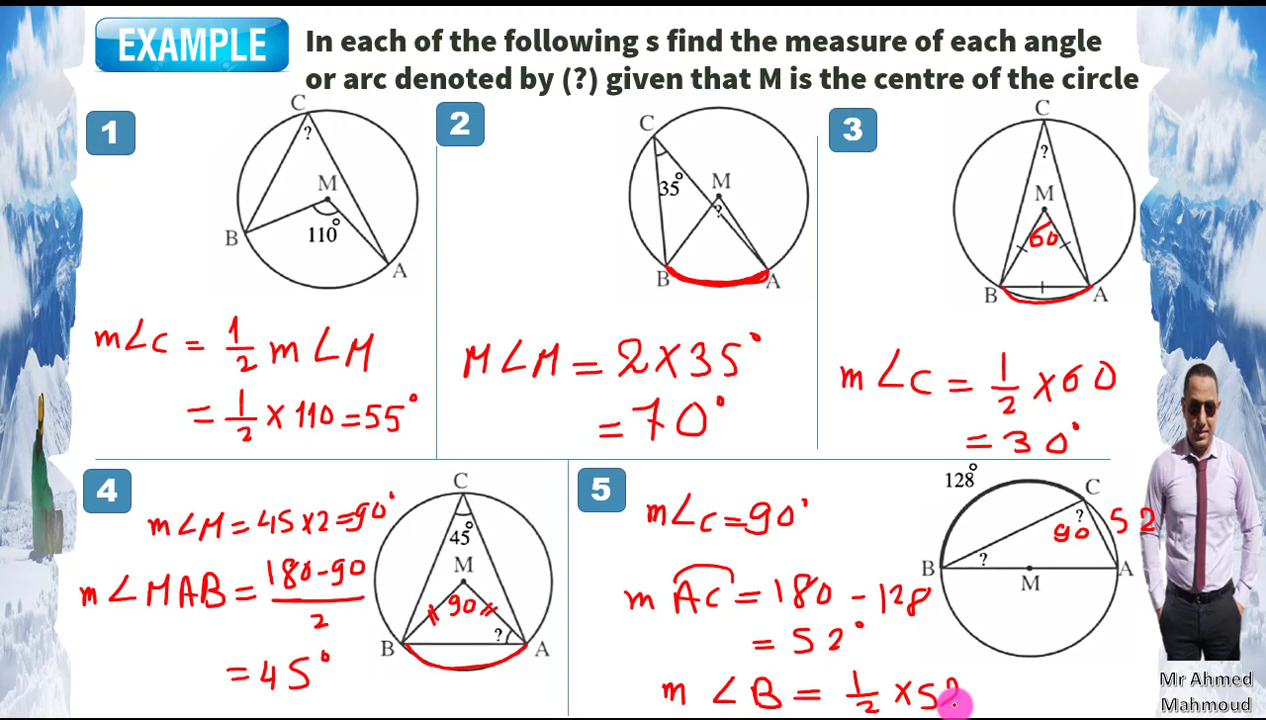 EXAMPLE
In each of the following s find the measure of each angle
or arc denoted by (?) given that M is the centre of the circle
1
C
?
M
110°
B
A
m∠C = 1/2 m∠M
= 1/2 × 110 = 55°
2
C
35°
M
?
B
A
M∠M = 2×35°
= 70°
3
C
?
M
60
B
A
m∠C = 1/2 × 60
= 30°
4
m∠M = 45×2 = 90°
m∠MAB = 180-90/2
= 45°
C
45°
M
90
?
B
A
5
m∠C = 90°
m AC = 180 - 128
= 52°
m ∠B = 1/2 × 52
128°
C
?
90
52
?
B
M
A
Mr Ahmed
Mahmoud